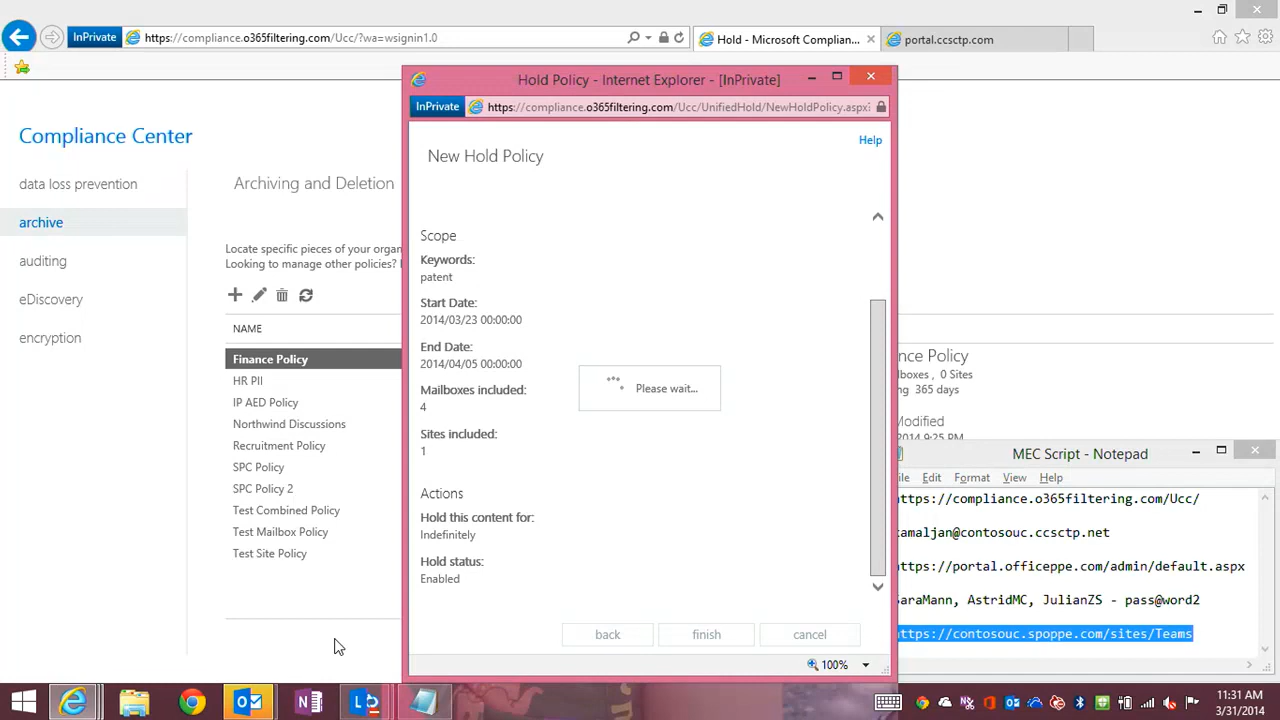 InPrivate
https://compliance.o365filtering.com/Ucc/?wa=wsignin1.0
Hold - Microsoft Complian...
portal.ccsctp.com
Compliance Center
data loss prevention
archive
auditing
eDiscovery
encryption
Archiving and Deletion
Locate specific pieces of your organ
Looking to manage other policies?
NAME
Finance Policy
HR PII
IP AED Policy
Northwind Discussions
Recruitment Policy
SPC Policy
SPC Policy 2
Test Combined Policy
Test Mailbox Policy
Test Site Policy
Hold Policy - Internet Explorer - [InPrivate]
InPrivate
https://compliance.o365filtering.com/Ucc/UnifiedHold/NewHoldPolicy.aspx?
Help
New Hold Policy
Scope
Keywords:
patent
Start Date:
2014/03/23 00:00:00
End Date:
2014/04/05 00:00:00
Mailboxes included:
4
Sites included:
1
Please wait...
Actions
Hold this content for:
Indefinitely
Hold status:
Enabled
back
finish
cancel
100%
nce Policy
lboxes , 0 Sites
ng 365 days
Modified
2014 9:25 PM
MEC Script - Notepad
ile Edit Format View Help
https://compliance.o365filtering.com/Ucc/
kamaljan@contosouc.ccsctp.net
https://portal.officeppe.com/admin/default.aspx
SaraMann, AstridMC, JulianZS - pass@word2
https://contosouc.spoppe.com/sites/Teams
11:31 AM
3/31/2014